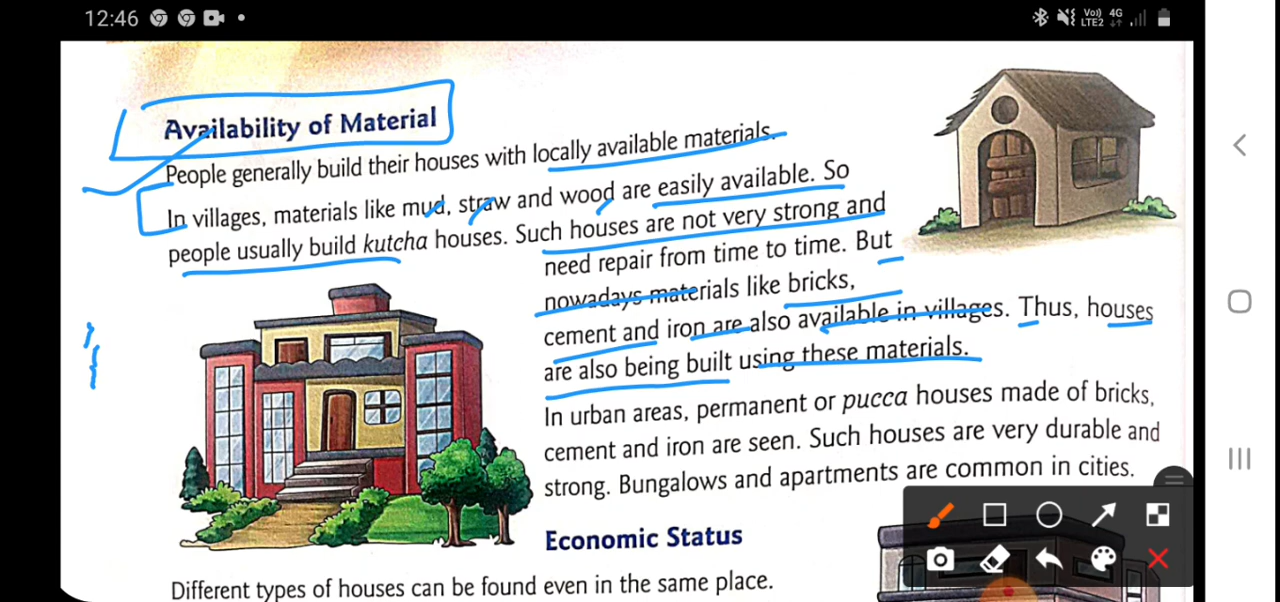 12:46
Vo)) 4G
LTE2
Availability of Material
People generally build their houses with locally available materials.
In villages, materials like mud, straw and wood are easily available. So
people usually build kutcha houses. Such houses are not very strong and
need repair from time to time. But
nowadays materials like bricks,
cement and iron are also available in villages. Thus, houses
are also being built using these materials.
In urban areas, permanent or pucca houses made of bricks,
cement and iron are seen. Such houses are very durable and
strong. Bungalows and apartments are common in cities.
Economic Status
Different types of houses can be found even in the same place.